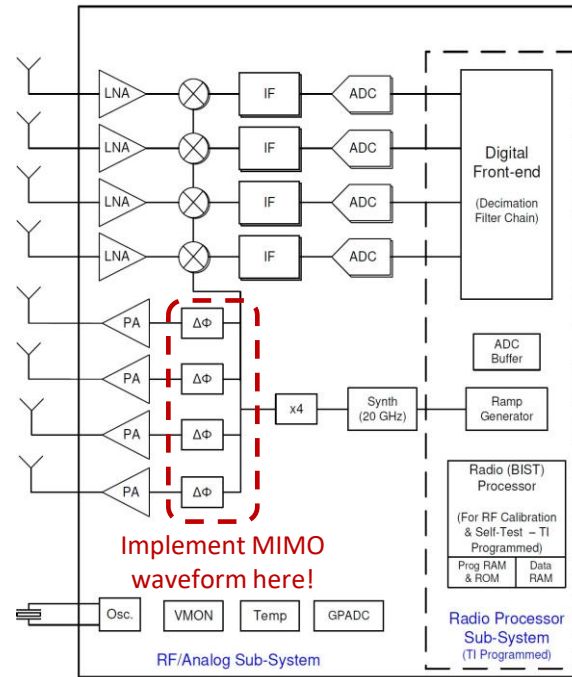 LNA
IF
ADC
LNA
IF
ADC
LNA
IF
ADC
LNA
IF
ADC
Digital
Front-end
(Decimation
Filter Chain)
PA
ΔΦ
PA
ΔΦ
PA
ΔΦ
PA
ΔΦ
x4
Synth
(20 GHz)
ADC
Buffer
Ramp
Generator
Radio (BIST)
Processor
(For RF Calibration
& Self-Test – TI
Programmed)
Prog RAM
& ROM
Data
RAM
Implement MIMO
waveform here!
Osc.
VMON
Temp
GPADC
RF/Analog Sub-System
Radio Processor
Sub-System
(TI Programmed)